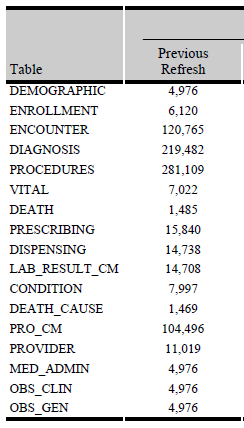 Previous
Table Refresh
DEMOGRAPHIC 4,976
ENROLLMENT 6,120
ENCOUNTER 120,765
DIAGNOSIS 219,482
PROCEDURES 281,109
VITAL 7,022
DEATH 1,485
PRESCRIBING 15,840
DISPENSING 14,738
LAB_RESULT_CM 14,708
CONDITION 7,997
DEATH_CAUSE 1,469
PRO_CM 104,496
PROVIDER 11,019
MED_ADMIN 4,976
OBS_CLIN 4,976
OBS_GEN 4,976